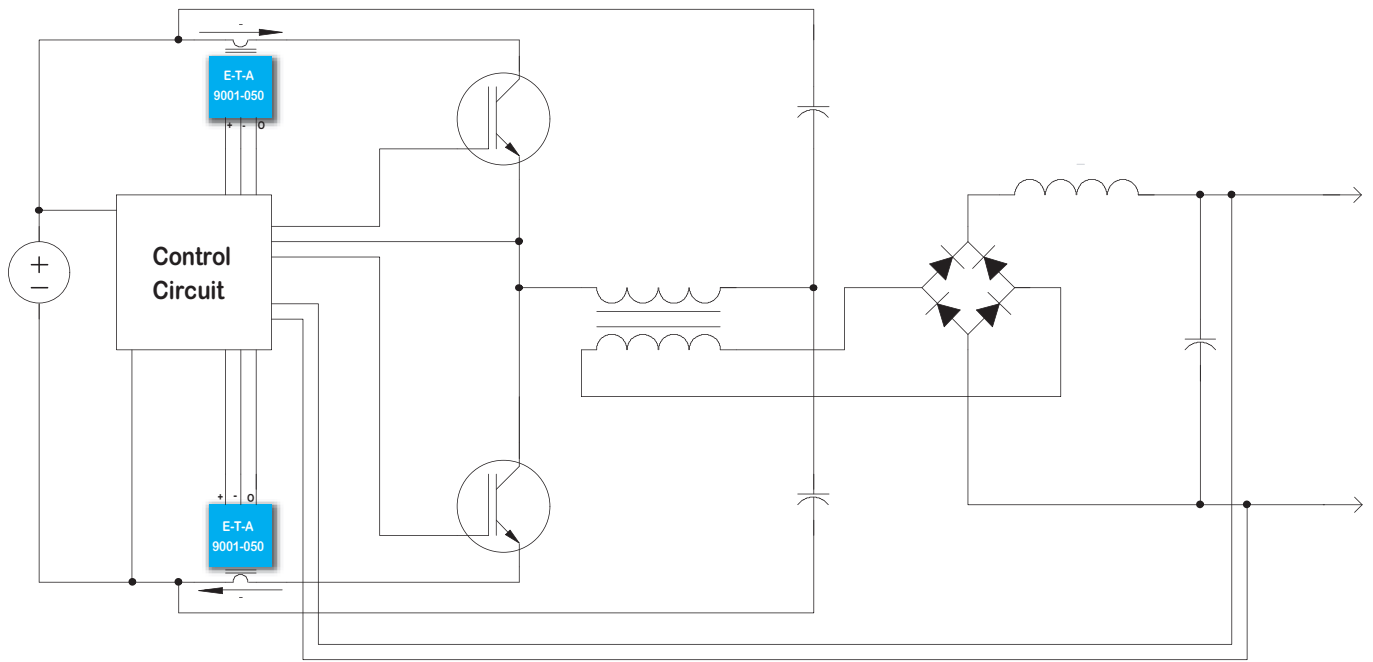 -
E-T-A
9001-050
+ - O
Control
Circuit
+
−
+ - O
E-T-A
9001-050
-